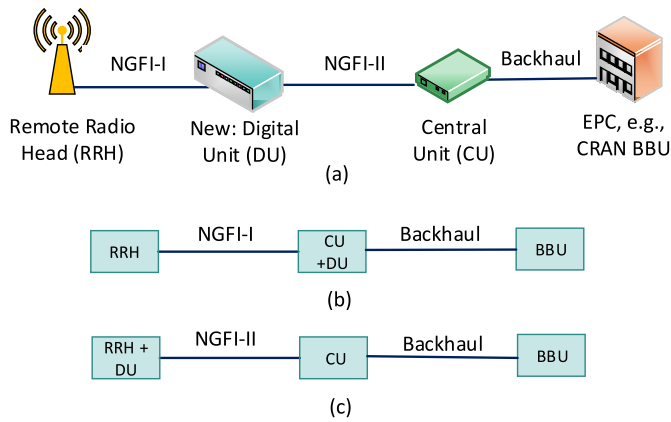 NGFI-I
NGFI-II
Backhaul
Remote Radio
Head (RRH)
New: Digital
Unit (DU)
Central
Unit (CU)
EPC, e.g.,
CRAN BBU
(a)
RRH
NGFI-I
CU
+DU
Backhaul
BBU
(b)
RRH +
DU
NGFI-II
CU
Backhaul
BBU
(c)